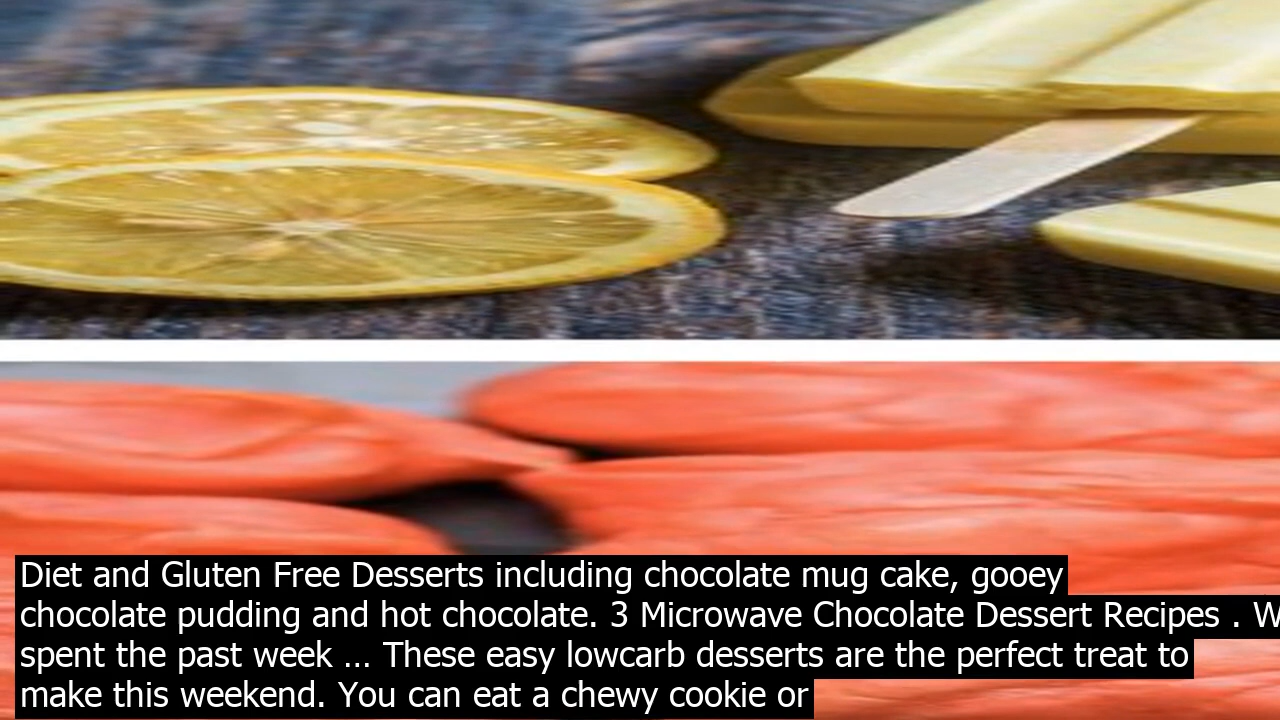 Diet and Gluten Free Desserts including chocolate mug cake, gooey
chocolate pudding and hot chocolate. 3 Microwave Chocolate Dessert Recipes . W
spent the past week ... These easy lowcarb desserts are the perfect treat to
make this weekend. You can eat a chewy cookie or